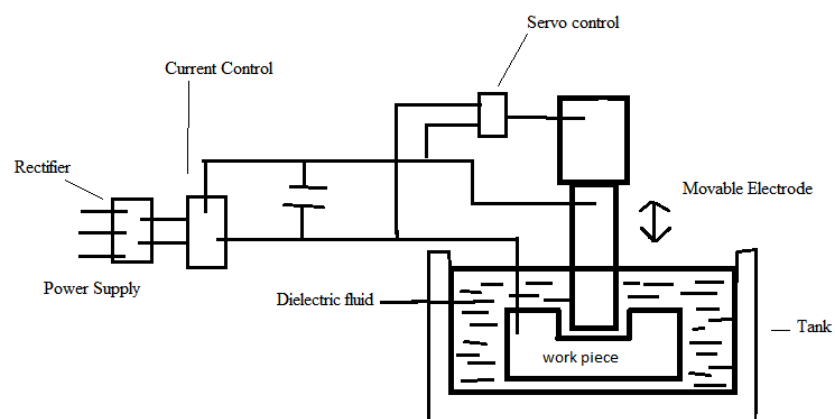 Servo control
Current Control
Rectifier
Movable Electrode
Power Supply
Dielectric fluid
Tank
work piece